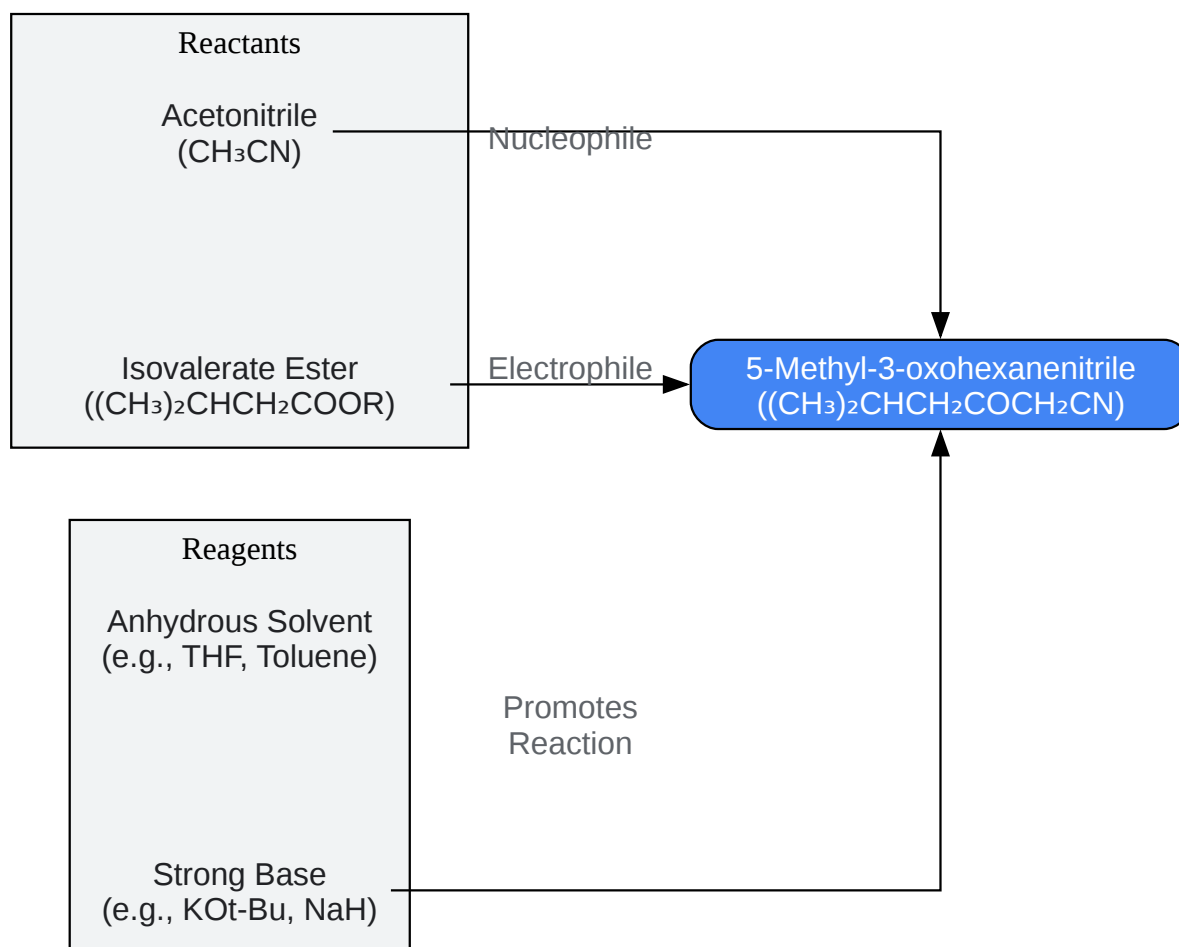 Reactants
Acetonitrile
(CH₃CN)
Nucleophile
Isovalerate Ester
((CH₃)₂CHCH₂COOR)
Electrophile
5-Methyl-3-oxohexanenitrile
((CH₃)₂CHCH₂COCH₂CN)
Reagents
Anhydrous Solvent
(e.g., THF, Toluene)
Promotes
Reaction
Strong Base
(e.g., KOt-Bu, NaH)